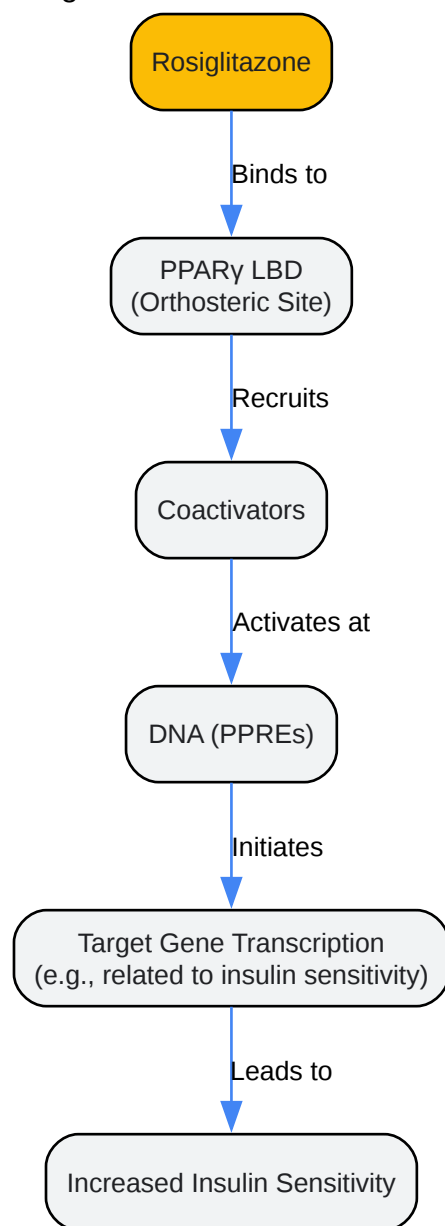 Rosiglitazone
Binds to
PPARγ LBD
(Orthosteric Site)
Recruits
Coactivators
Activates at
DNA (PPREs)
Initiates
Target Gene Transcription
(e.g., related to insulin sensitivity)
Leads to
Increased Insulin Sensitivity